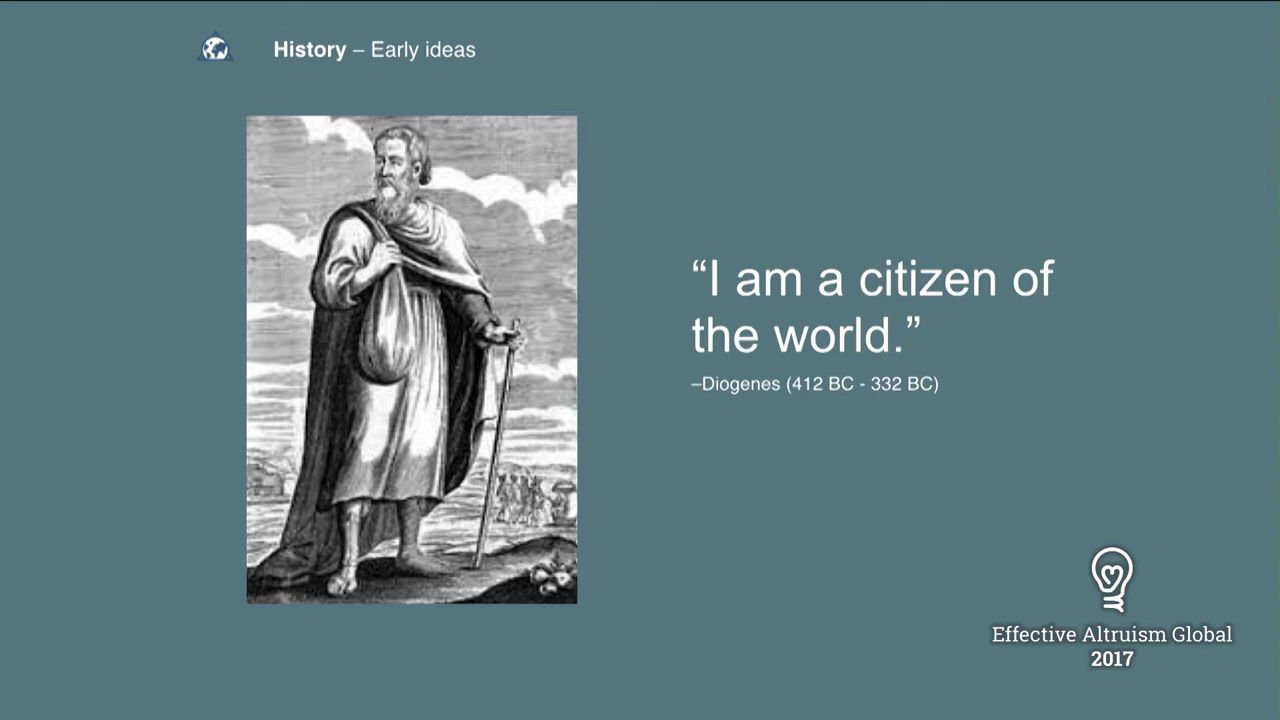 History – Early ideas
“I am a citizen of
the world.”
–Diogenes (412 BC - 332 BC)
Effective Altruism Global
2017